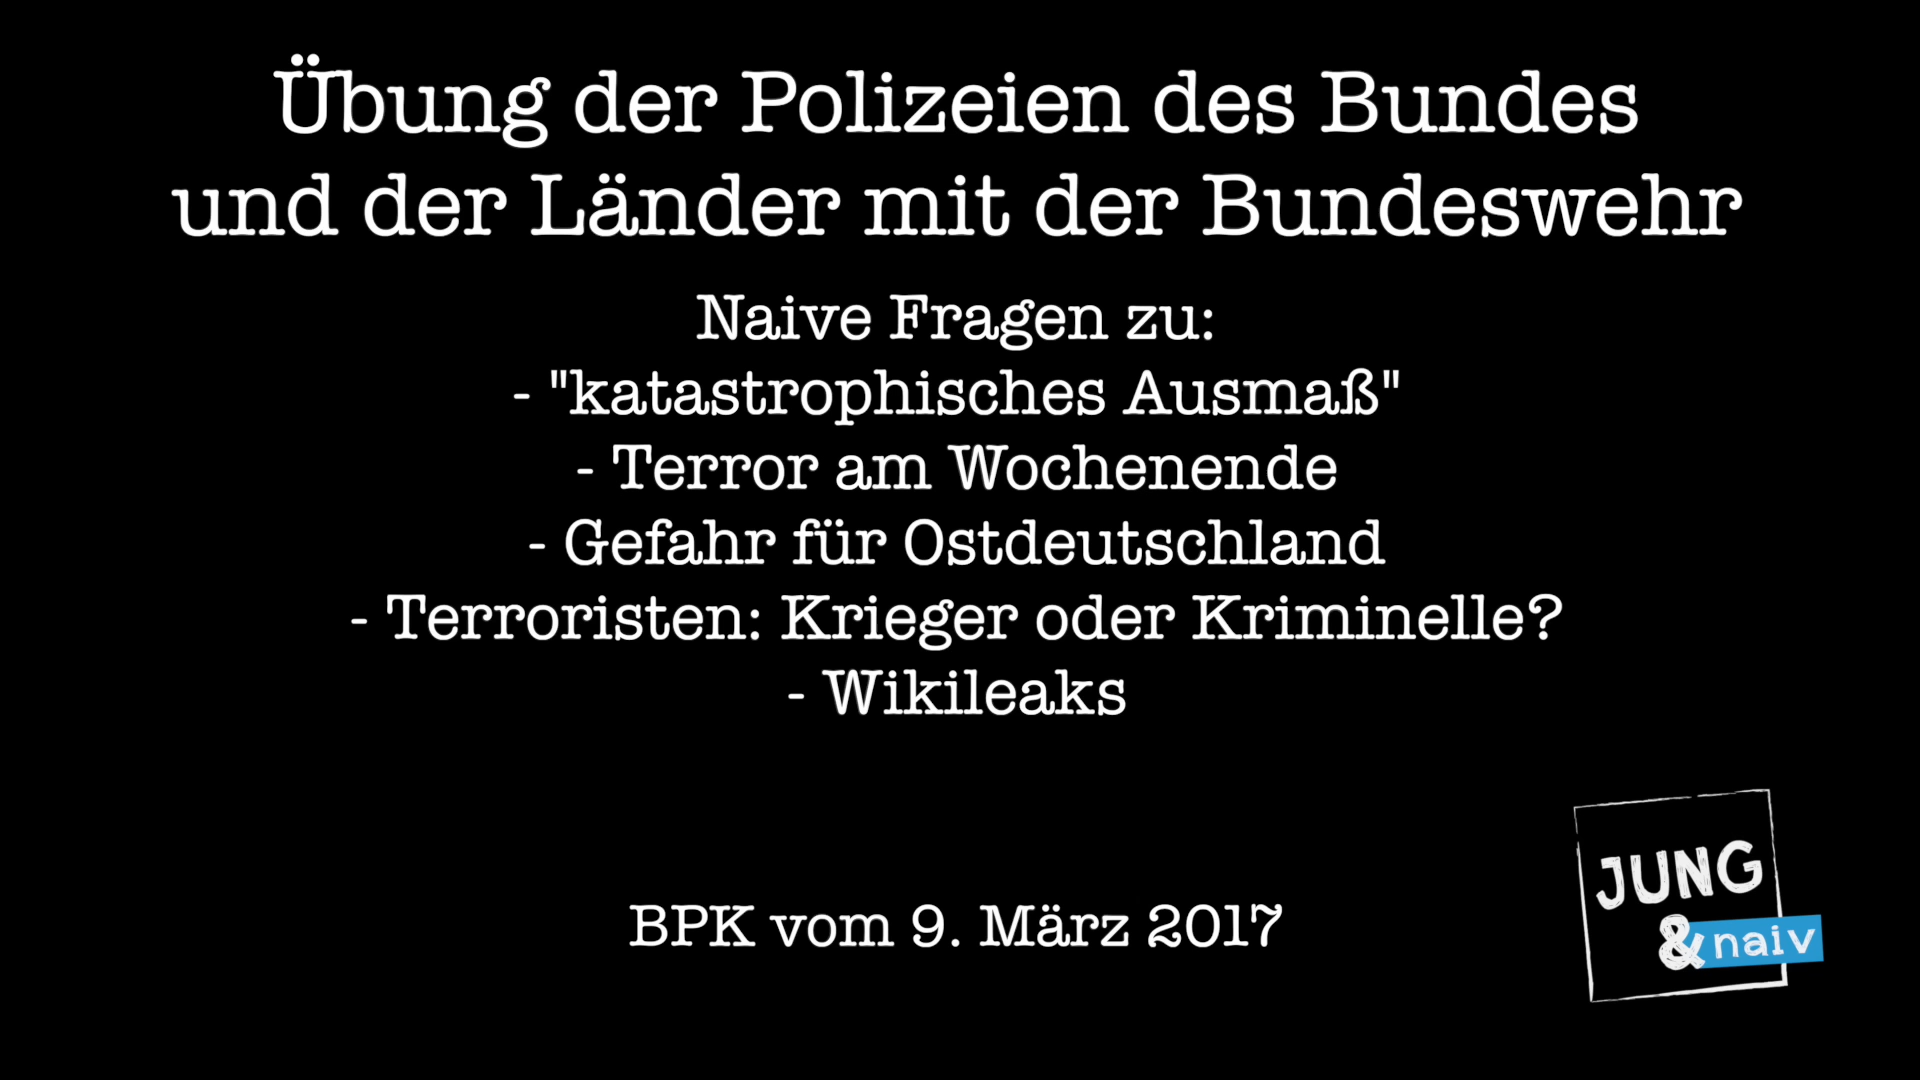 Übung der Polizeien des Bundes
und der Länder mit der Bundeswehr
Naive Fragen zu:
- "katastrophisches Ausmaß"
- Terror am Wochenende
- Gefahr für Ostdeutschland
- Terroristen: Krieger oder Kriminelle?
- Wikileaks
BPK vom 9. März 2017
JUNG
& naiv